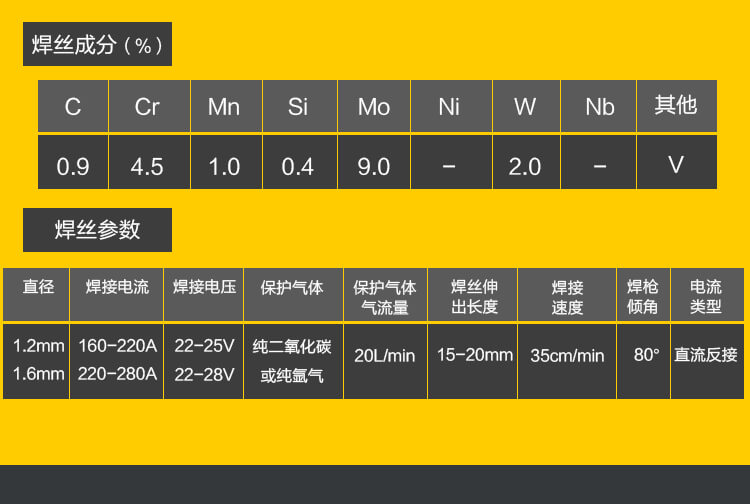 焊丝成分(%)
C Cr Mn Si Mo Ni W Nb 其他
0.9 4.5 1.0 0.4 9.0 - 2.0 - V
焊丝参数
直径 焊接电流 焊接电压 保护气体 保护气体气流量 焊丝伸出长度 焊接速度 焊枪倾角 电流类型
1.2mm 160-220A 22-25V 纯二氧化碳 20L/min 15-20mm 35cm/min 80° 直流反接
1.6mm 220-280A 22-28V 或纯氩气